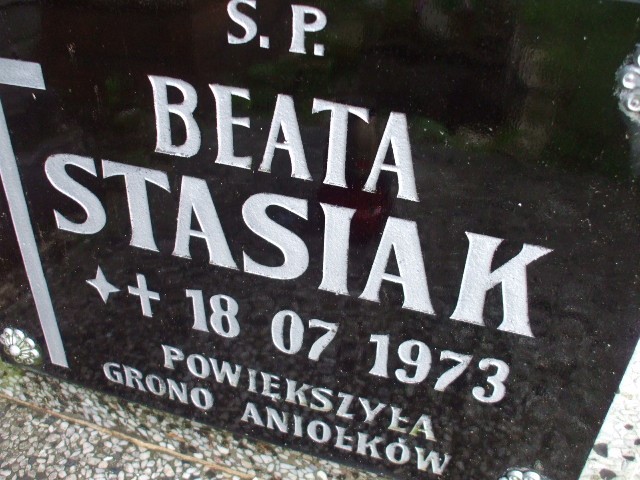 S. P.
BEATA
STASIAK
18 07 1973
POWIĘKSZYŁA
GRONO ANIOŁKÓW